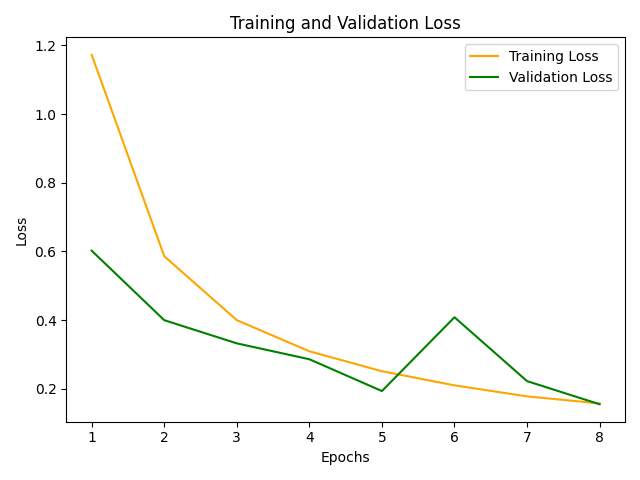 Training and Validation Loss
1.2
1.0
0.8
0.6
0.4
0.2
Loss
Training Loss
Validation Loss
1 2 3 4 5 6 7 8
Epochs